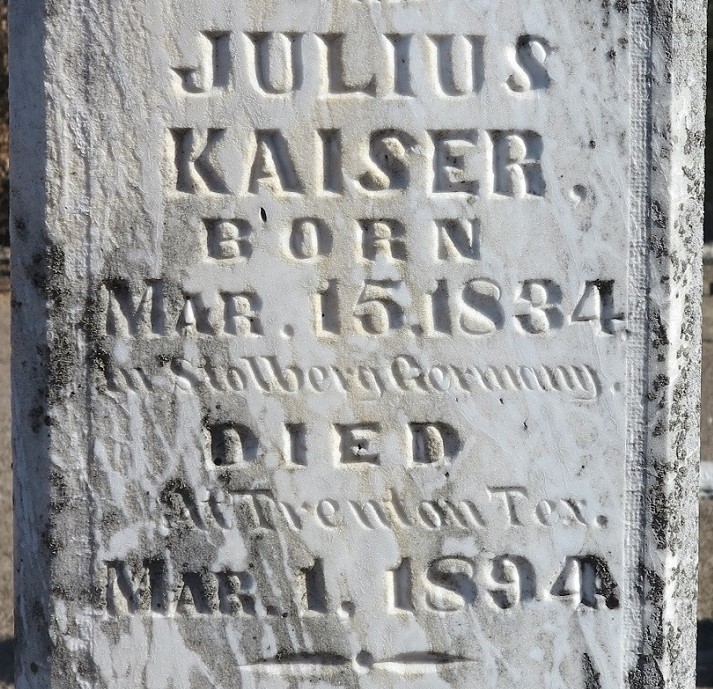 JULIUS
KAISER,
BORN
MAR. 15, 1834.
In Stolberg Germany.
DIED
At Trenton Tex.
MAR. 1, 1894.